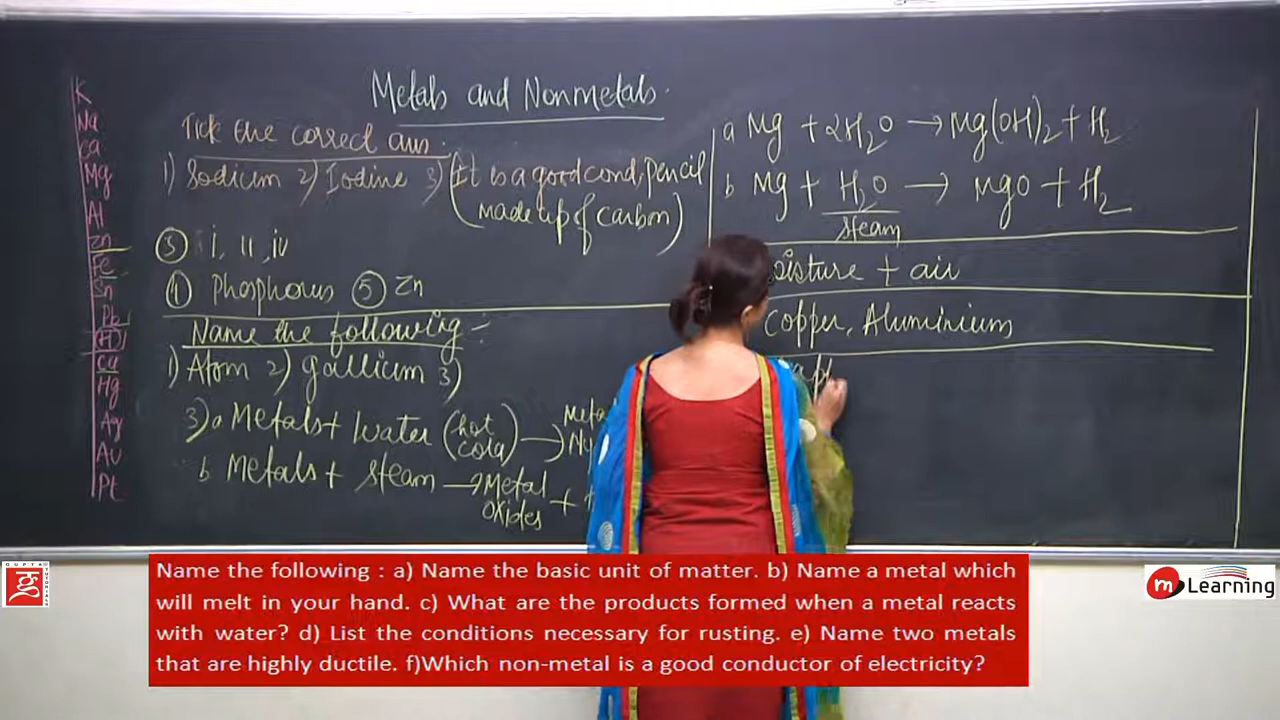 Metals and Nonmetals.
K
Na
Ca
Mg
Al
Zn
Fe
Sn
Pb
(H)
Cu
Hg
Ag
Au
Pt
Tick the correct ans.
1) Sodium 2) Iodine 3) (It is a good cond, pencil
made up of carbon)
③ i, ii, iv
④ Phosphorus ⑤ Zn
Name the following :-
1) Atom 2) gallium 3)
3) a Metals + water (hot cold) → Metal
b Metals + steam → Metal oxides +
a Mg + 2H₂O → Mg(OH)₂ + H₂
b Mg + H₂O → MgO + H₂
steam
oisture + air
Copper, Aluminium
Name the following : a) Name the basic unit of matter. b) Name a metal which
will melt in your hand. c) What are the products formed when a metal reacts
with water? d) List the conditions necessary for rusting. e) Name two metals
that are highly ductile. f)Which non-metal is a good conductor of electricity?
GUPTA
TUTORIALS
m Learning